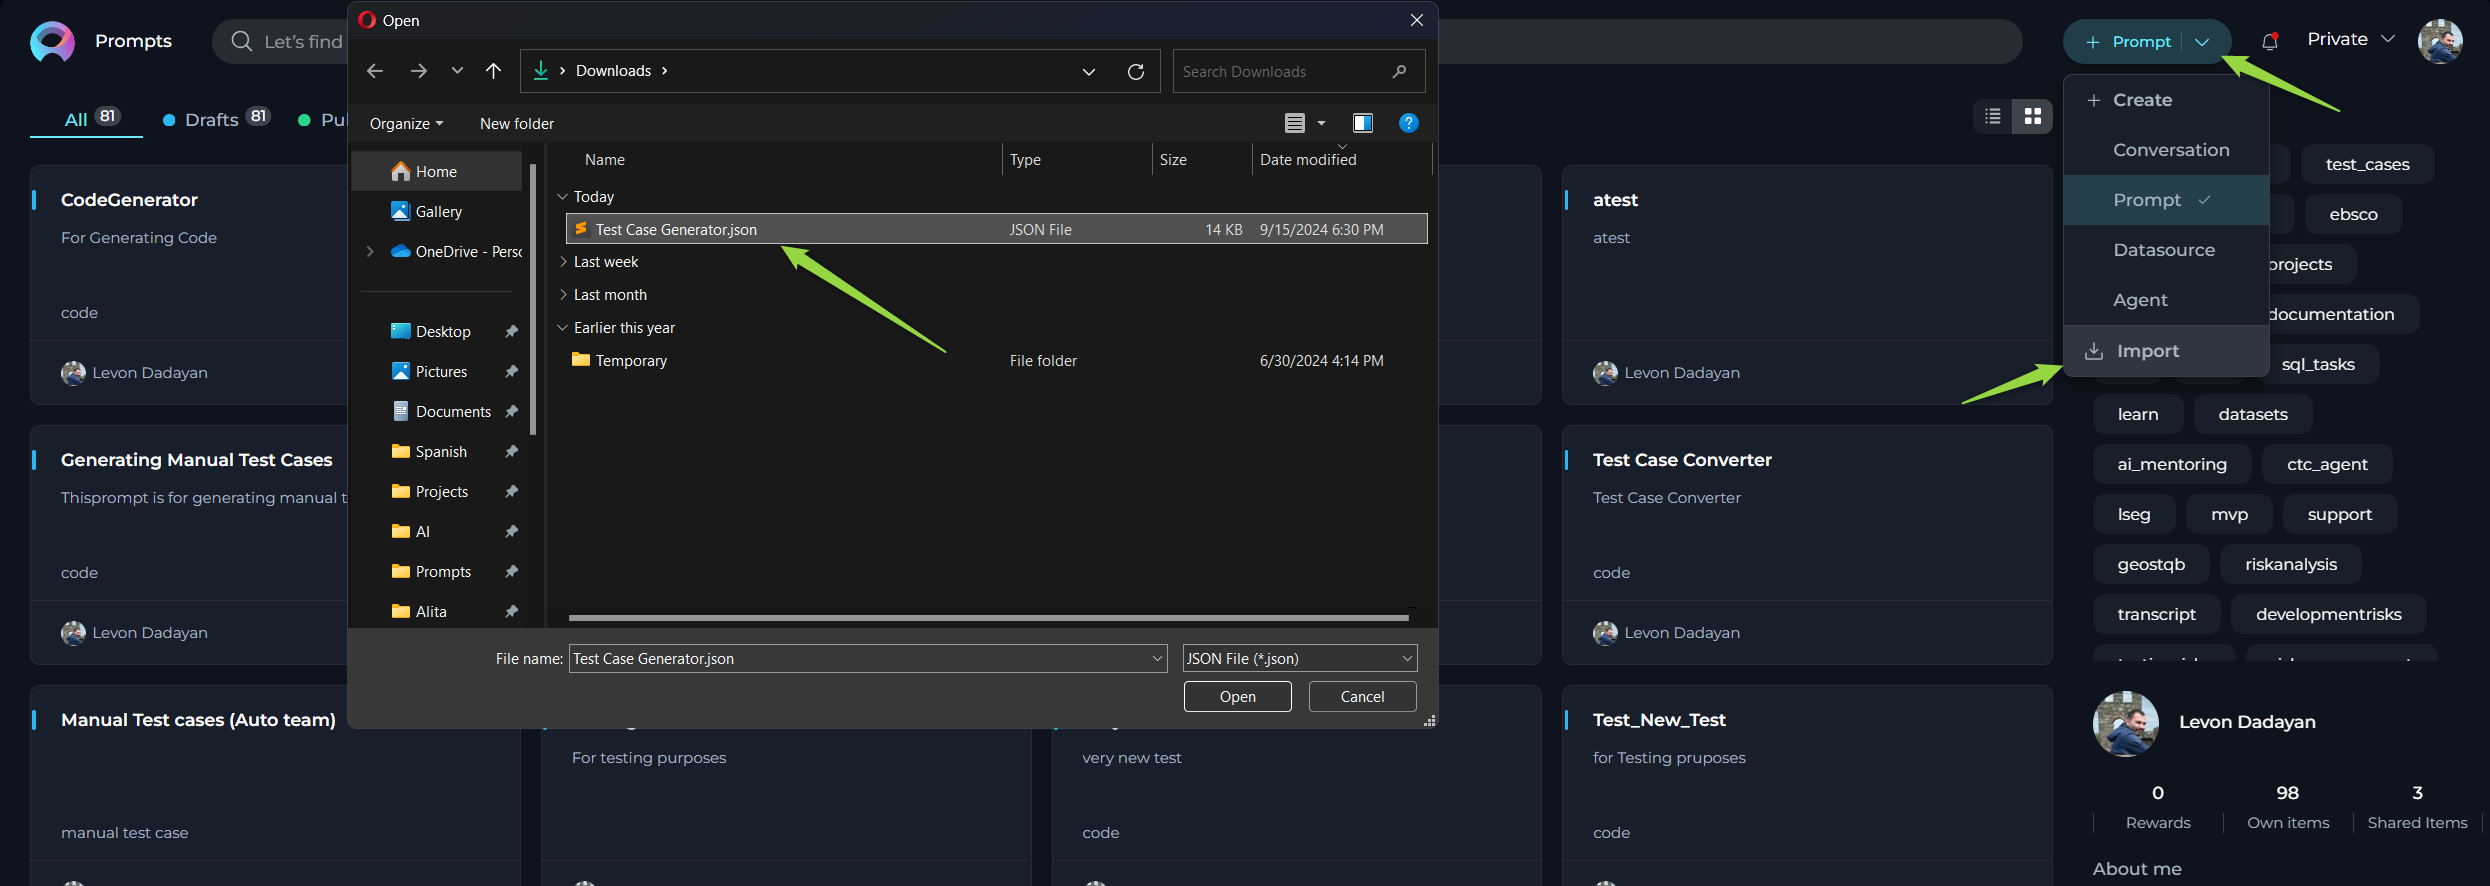 Prompts
Let's find
+ Prompt
Private
All 81
Drafts 81
Open
Downloads
Search Downloads
Organize
New folder
Name
Type
Size
Date modified
Home
Gallery
OneDrive - Perso
Desktop
Pictures
Documents
Spanish
Projects
AI
Prompts
Alita
Today
Test Case Generator.json
JSON File
14 KB
9/15/2024 6:30 PM
Last week
Last month
Earlier this year
Temporary
File folder
6/30/2024 4:14 PM
File name:
Test Case Generator.json
JSON File (*.json)
Open
Cancel
+ Create
Conversation
Prompt
Datasource
Agent
Import
CodeGenerator
For Generating Code
code
Levon Dadayan
atest
atest
Levon Dadayan
Generating Manual Test Cases
Thisprompt is for generating manual t
code
Levon Dadayan
Test Case Converter
Test Case Converter
code
Levon Dadayan
Manual Test cases (Auto team)
manual test case
For testing purposes
very new test
code
Test_New_Test
for Testing pruposes
code
test_cases
ebsco
projects
documentation
sql_tasks
learn
datasets
ai_mentoring
ctc_agent
lseg
mvp
support
geostqb
riskanalysis
transcript
developmentrisks
Levon Dadayan
0
98
3
Rewards
Own items
Shared Items
About me